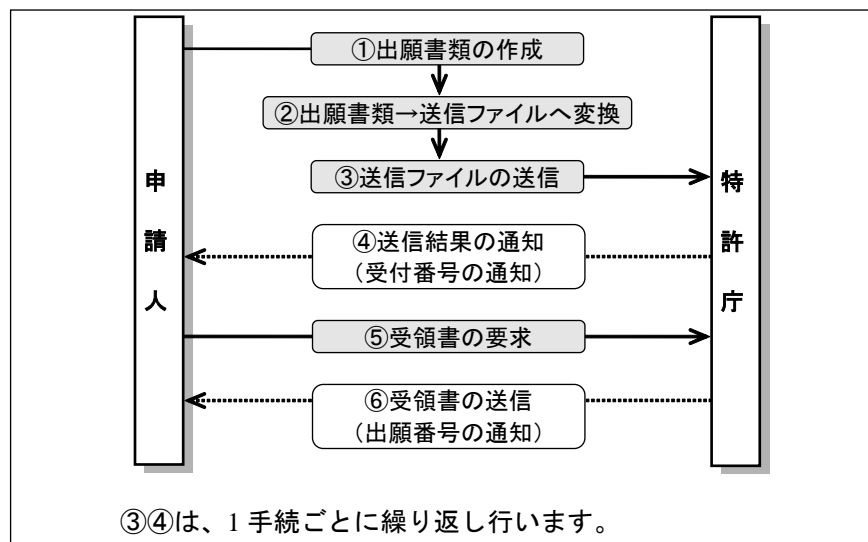 ①出願書類の作成
②出願書類→送信ファイルへ変換
③送信ファイルの送信
申請人
特許庁
④送信結果の通知
（受付番号の通知）
⑤受領書の要求
⑥受領書の送信
（出願番号の通知）
③④は、1 手続ごとに繰り返し行います。